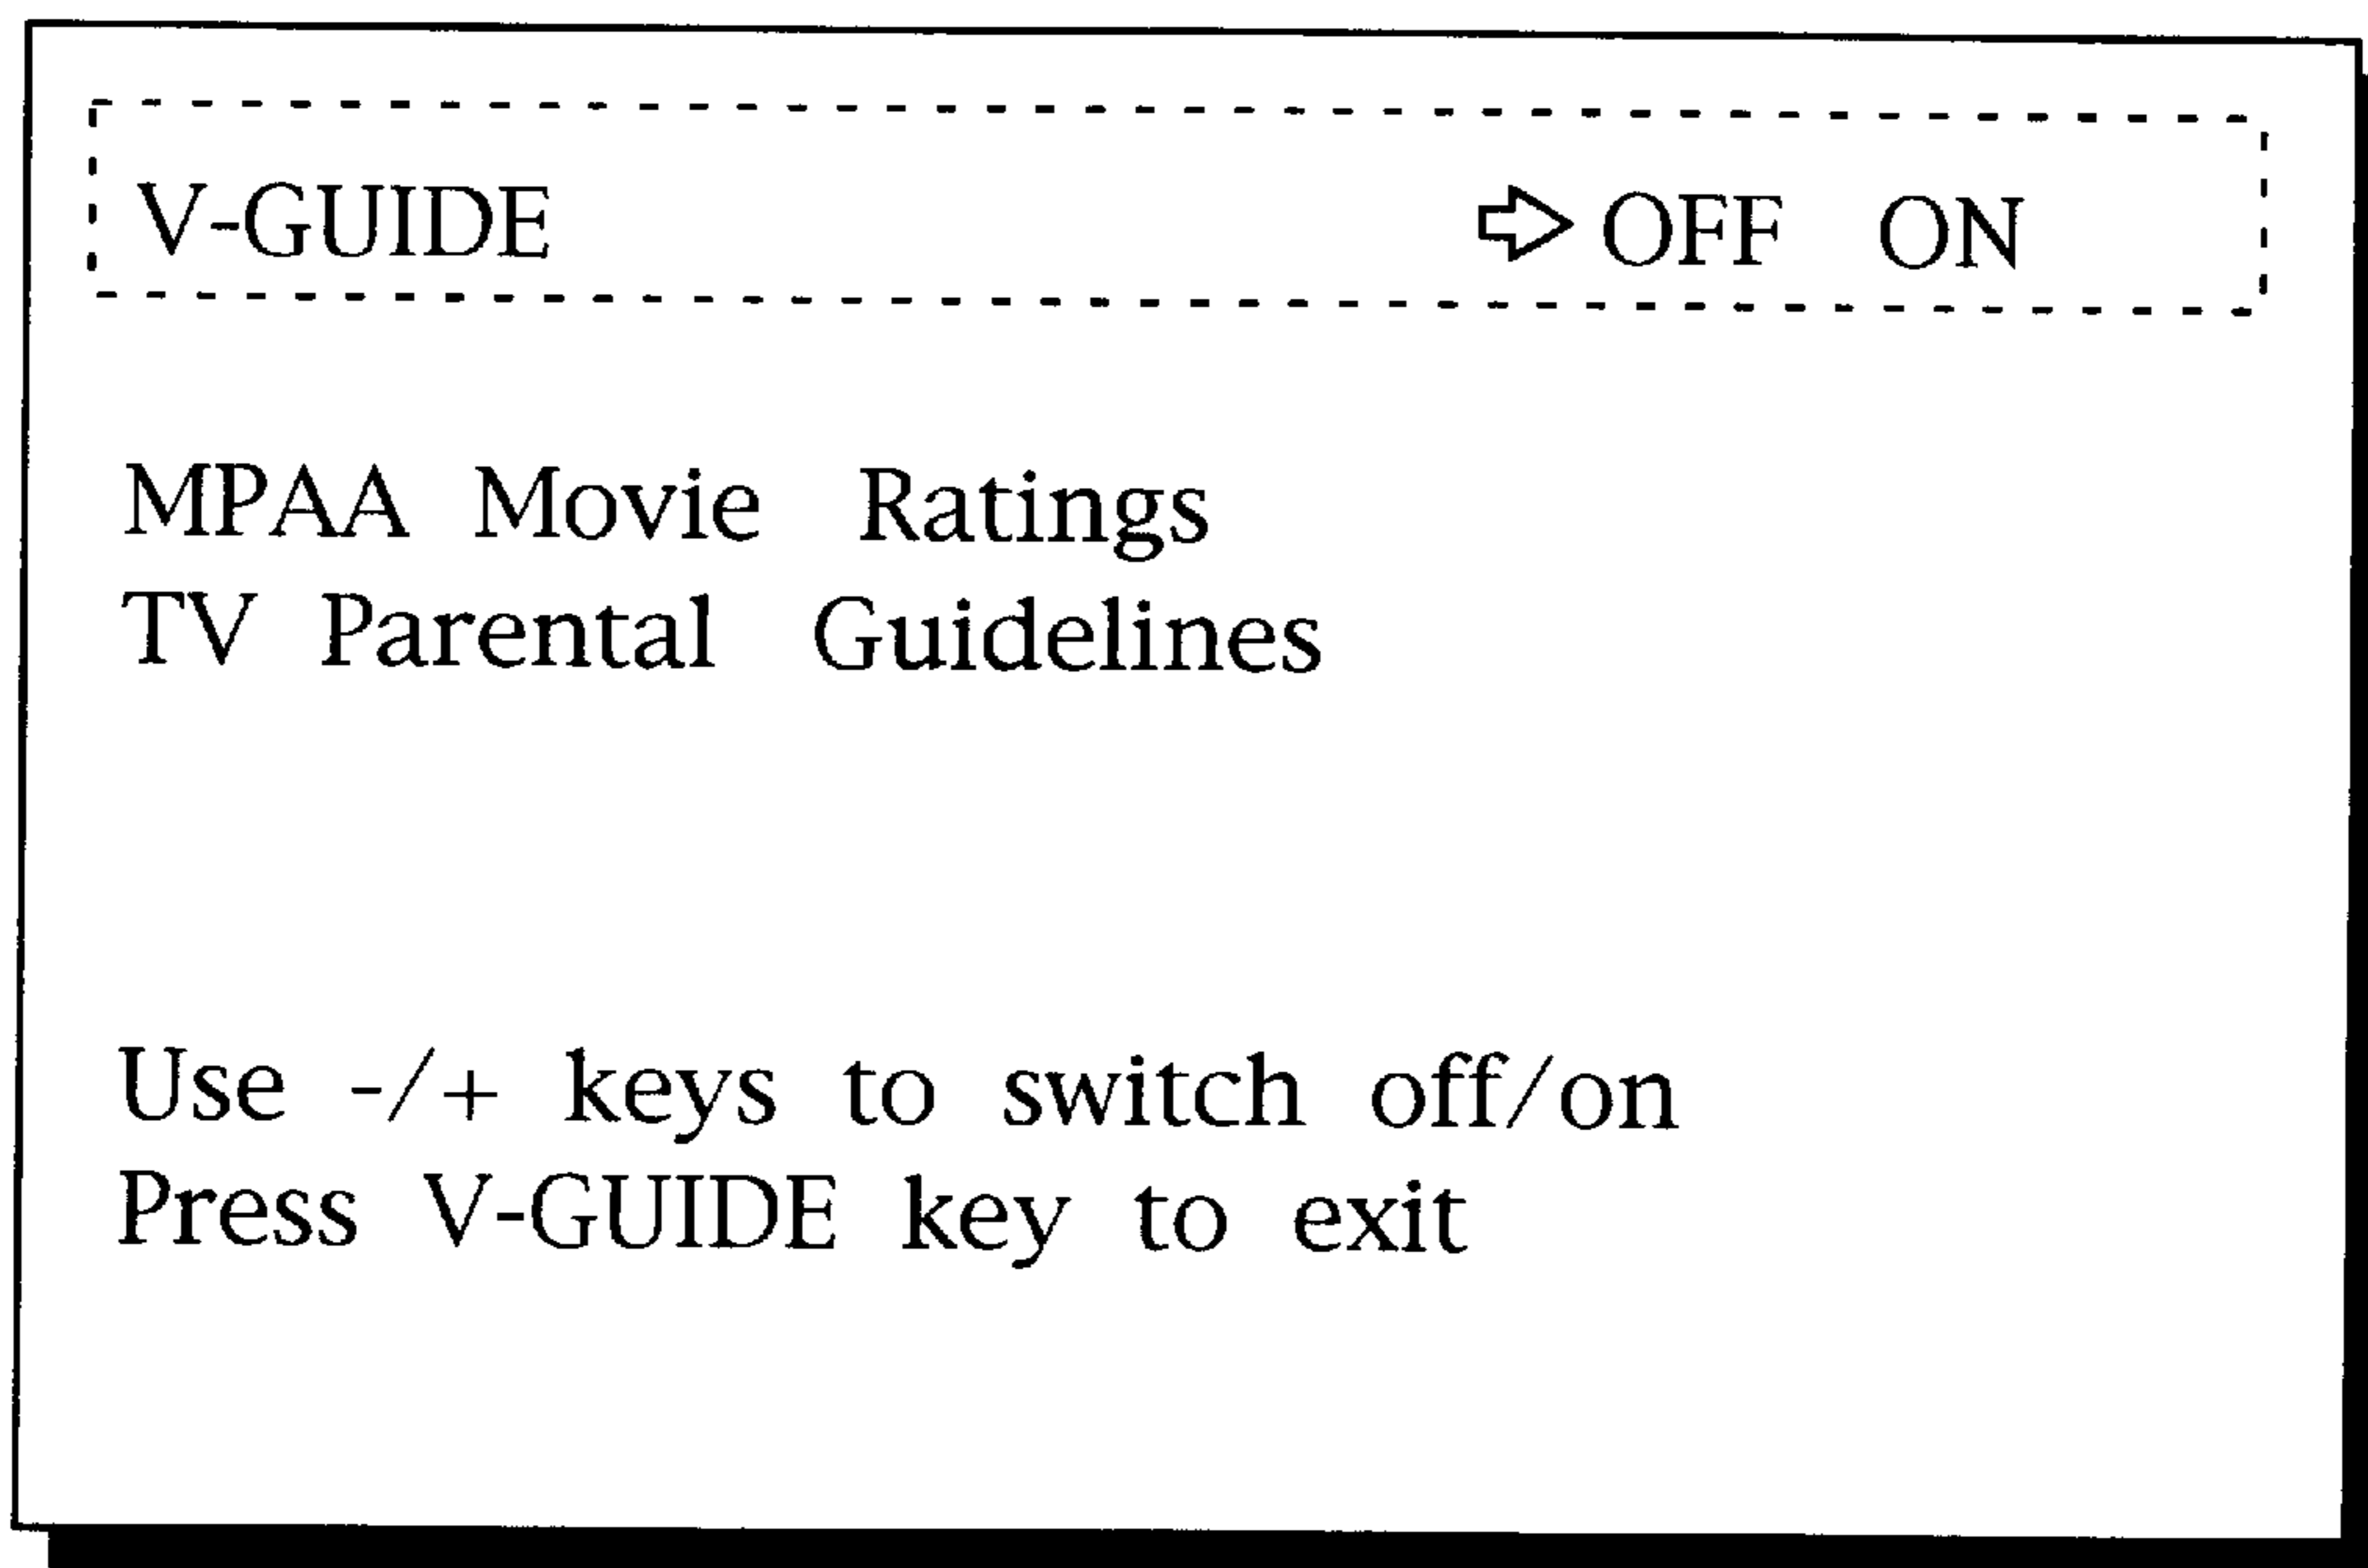 V-GUIDE OFF ON
MPAA Movie Ratings
TV Parental Guidelines
Use -/+ keys to switch off/on
Press V-GUIDE key to exit